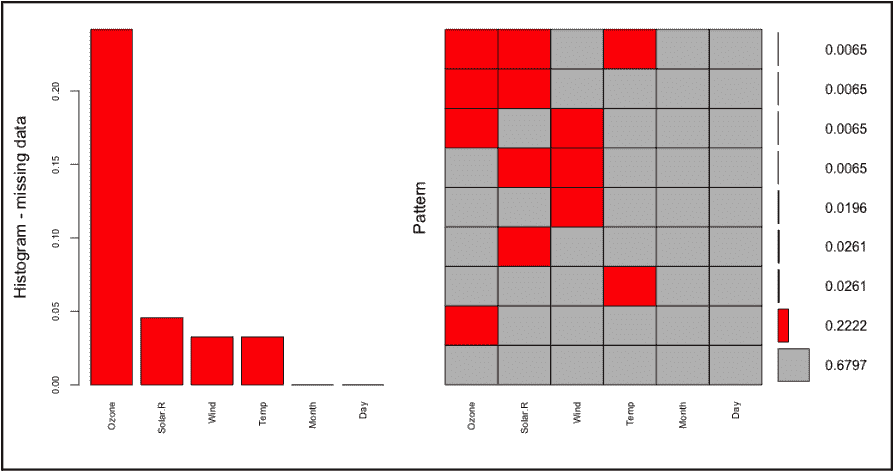 Histogram - missing data
0.20
0.15
0.10
0.05
0.00
Ozone
Solar.R
Wind
Temp
Month
Day
Pattern
Ozone
Solar.R
Wind
Temp
Month
Day
0.0065
0.0065
0.0065
0.0065
0.0196
0.0261
0.0261
0.2222
0.6797